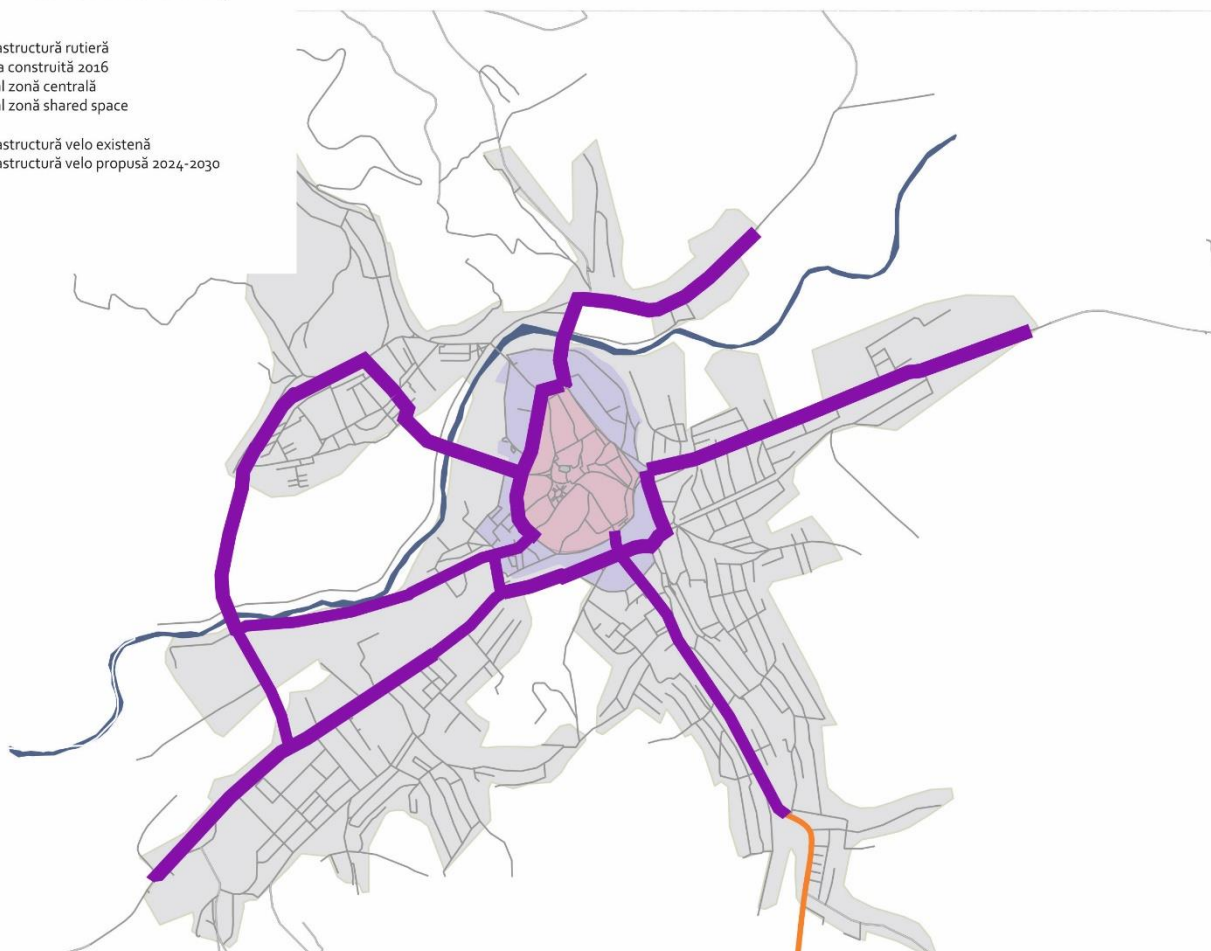 astructură rutieră
a construită 2016
l zonă centrală
l zonă shared space
astructură velo existenă
astructură velo propusă 2024-2030